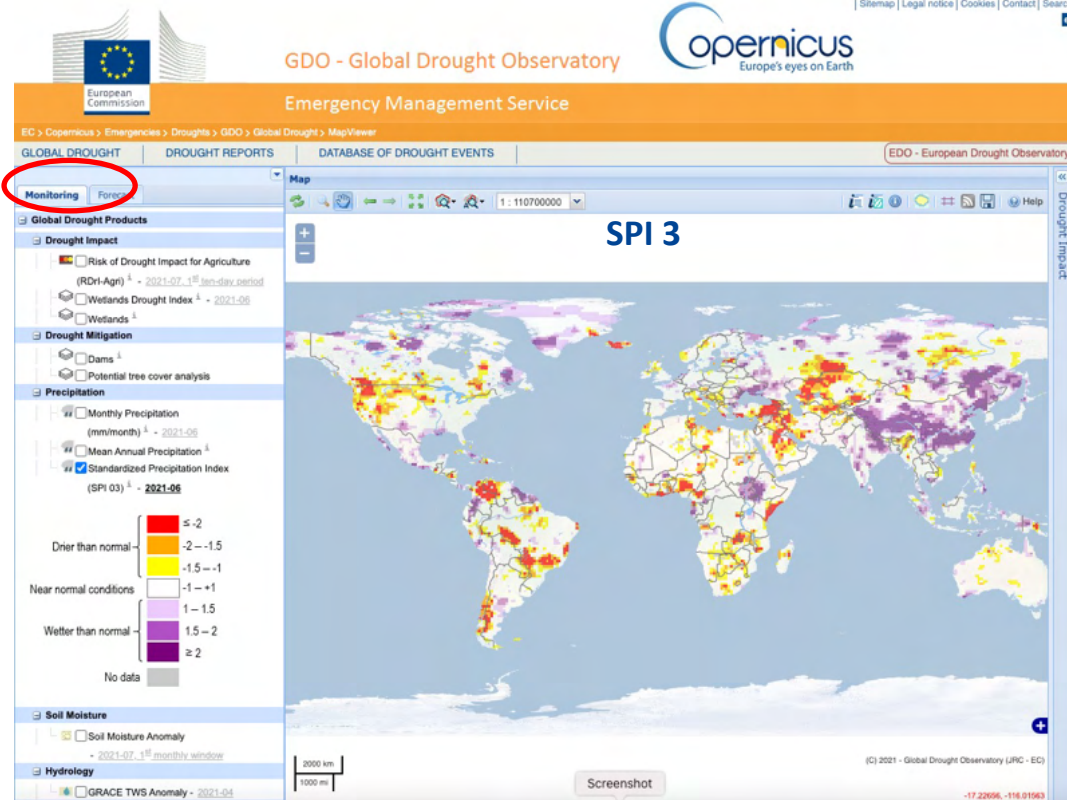 | Sitemap | Legal notice | Cookies | Contact | Search
European
Commission
GDO - Global Drought Observatory
opernicus
Europe's eyes on Earth
Emergency Management Service
EC > Copernicus > Emergencies > Droughts > GDO > Global Drought > MapViewer
GLOBAL DROUGHT
DROUGHT REPORTS
DATABASE OF DROUGHT EVENTS
EDO - European Drought Observatory
Monitoring
Forecast
Global Drought Products
Drought Impact
Risk of Drought Impact for Agriculture
(RDrI-Agri) i - 2021-07, 1st ten-day period
Wetlands Drought Index i - 2021-06
Wetlands i
Drought Mitigation
Dams i
Potential tree cover analysis
Precipitation
Monthly Precipitation
(mm/month) i - 2021-06
Mean Annual Precipitation i
Standardized Precipitation Index
(SPI 03) i - 2021-06
≤ -2
Drier than normal
-2 – -1.5
-1.5 – -1
Near normal conditions
-1 – +1
1 – 1.5
Wetter than normal
1.5 – 2
≥ 2
No data
Soil Moisture
Soil Moisture Anomaly
- 2021-07, 1st monthly window
Hydrology
GRACE TWS Anomaly - 2021-04
Map
1 : 110700000
Help
SPI 3
Drought Impact
2000 km
1000 mi
(C) 2021 - Global Drought Observatory (JRC - EC)
Screenshot
-17.22656, -116.01563